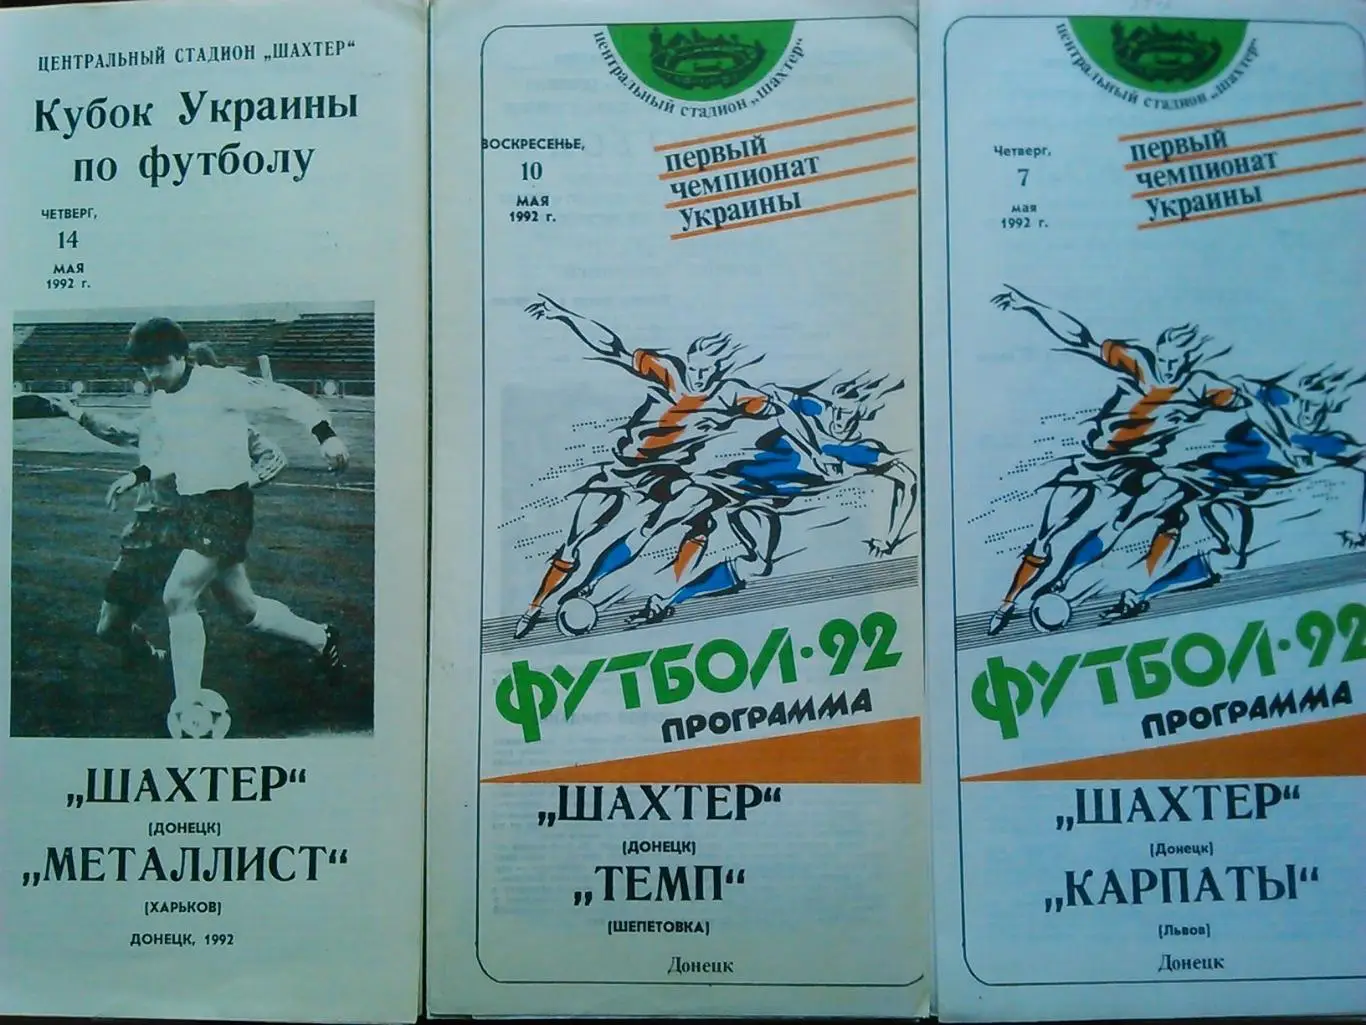 ЦЕНТРАЛЬНЫЙ СТАДИОН „ШАХТЕР“
Кубок Украины
по футболу
ЧЕТВЕРГ,
14
МАЯ
1992 г.
„ШАХТЕР“
(ДОНЕЦК)
„МЕТАЛЛИСТ“
(ХАРЬКОВ)
ДОНЕЦК, 1992
центральный стадион „шахтер“
ВОСКРЕСЕНЬЕ,
10
МАЯ
1992 г.
первый
чемпионат
украины
ФУТБОЛ·92
ПРОГРАММА
„ШАХТЕР“
(ДОНЕЦК)
„ТЕМП“
(ШЕПЕТОВКА)
Донецк
центральный стадион „шахтер“
Четверг,
7
мая
1992 г.
первый
чемпионат
украины
ФУТБОЛ·92
ПРОГРАММА
„ШАХТЕР“
(Донецк)
„КАРПАТЫ“
(Львов)
Донецк